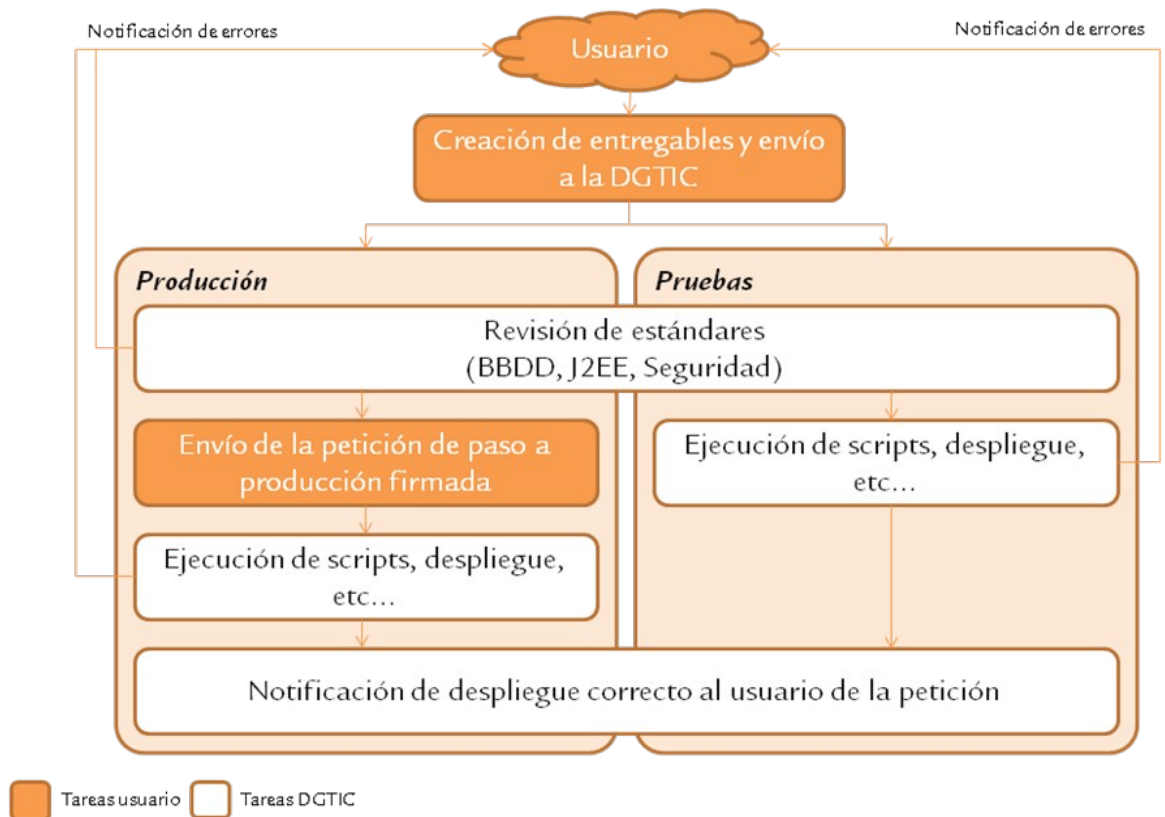 Notificación de errores
Notificación de errores
Usuario
Creación de entregables y envío
a la DGTIC
Producción
Pruebas
Revisión de estándares
(BBDD, J2EE, Seguridad)
Envío de la petición de paso a
producción firmada
Ejecución de scripts, despliegue,
etc...
Ejecución de scripts, despliegue,
etc...
Notificación de despliegue correcto al usuario de la petición
Tareas usuario
Tareas DGTIC